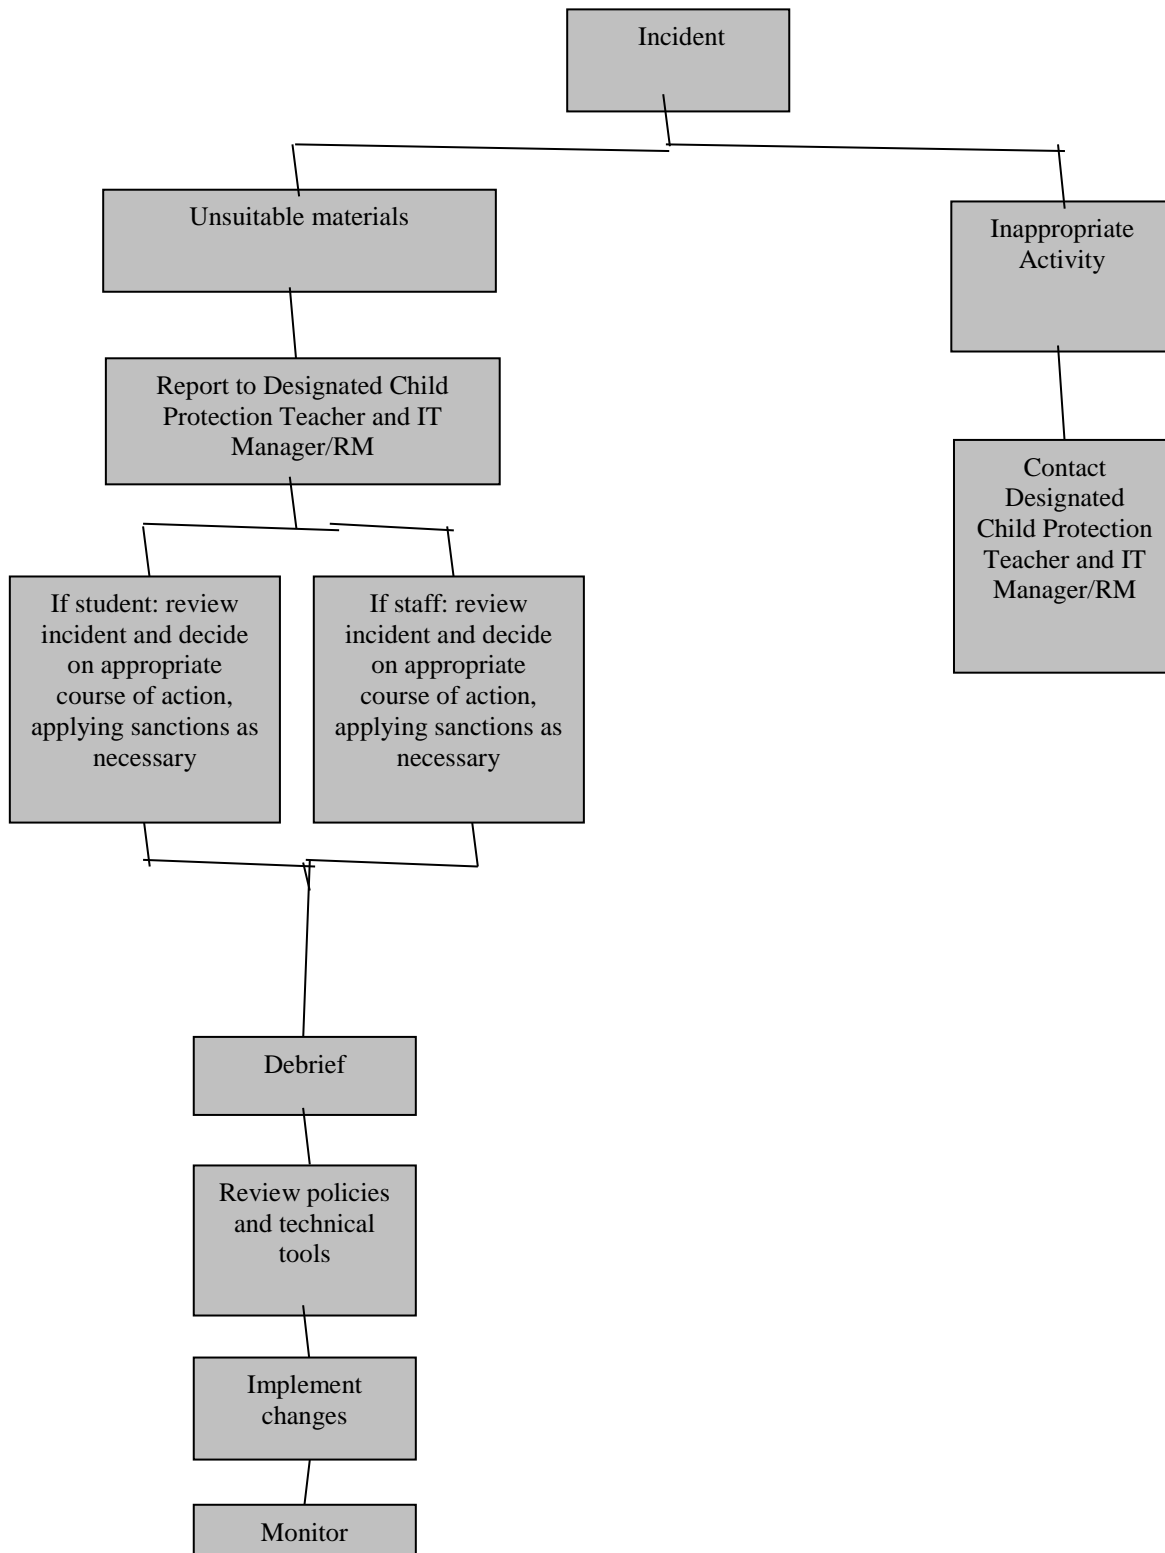 Incident
Unsuitable materials
Inappropriate
Activity
Report to Designated Child
Protection Teacher and IT
Manager/RM
Contact
Designated
Child Protection
Teacher and IT
Manager/RM
If student: review
incident and decide
on appropriate
course of action,
applying sanctions as
necessary
If staff: review
incident and decide
on appropriate
course of action,
applying sanctions as
necessary
Debrief
Review policies
and technical
tools
Implement
changes
Monitor